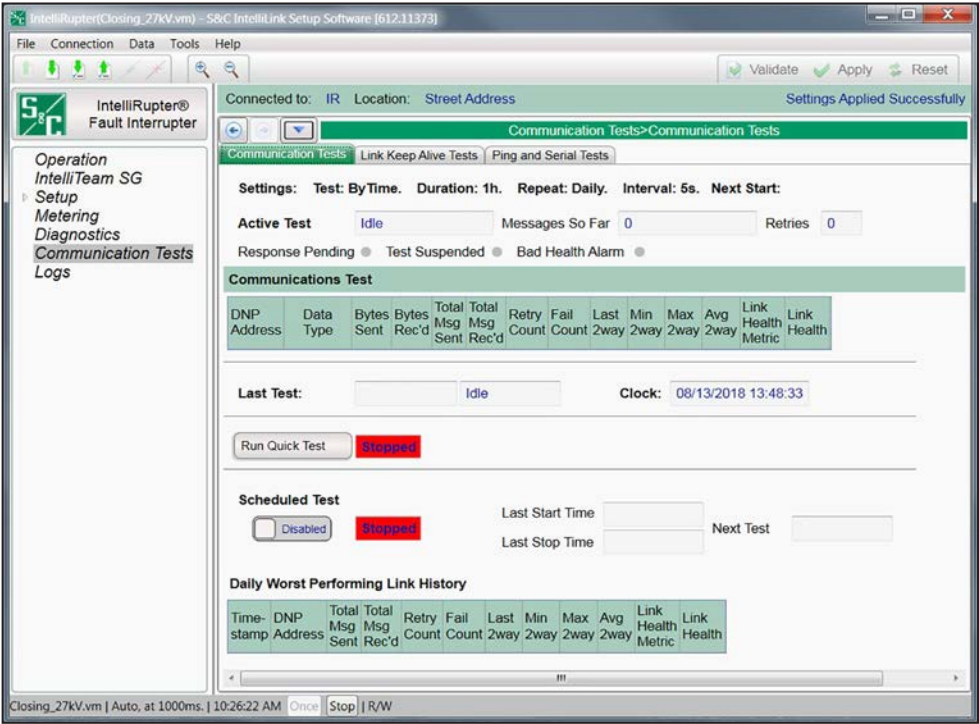 IntelliRupter(Closing_27kV.vm) - S&C IntelliLink Setup Software [612.11373]
File Connection Data Tools Help
Validate Apply Reset
S&C
IntelliRupter®
Fault Interrupter
Connected to: IR Location: Street Address Settings Applied Successfully
Communication Tests>Communication Tests
Operation
IntelliTeam SG
Setup
Metering
Diagnostics
Communication Tests
Logs
Communication Tests Link Keep Alive Tests Ping and Serial Tests
Settings: Test: ByTime. Duration: 1h. Repeat: Daily. Interval: 5s. Next Start:
Active Test Idle Messages So Far 0 Retries 0
Response Pending Test Suspended Bad Health Alarm
Communications Test
DNP Address Data Type Bytes Sent Bytes Rec'd Total Msg Sent Total Msg Rec'd Retry Count Fail Count Last 2way Min 2way Max 2way Avg 2way Link Health Metric Link Health
Last Test: Idle Clock: 08/13/2018 13:48:33
Run Quick Test Stopped
Scheduled Test
Disabled Stopped
Last Start Time
Last Stop Time
Next Test
Daily Worst Performing Link History
Time-stamp DNP Address Total Msg Sent Total Msg Rec'd Retry Count Fail Count Last 2way Min 2way Max 2way Avg 2way Link Health Metric Link Health
Closing_27kV.vm | Auto, at 1000ms. | 10:26:22 AM Once Stop | R/W